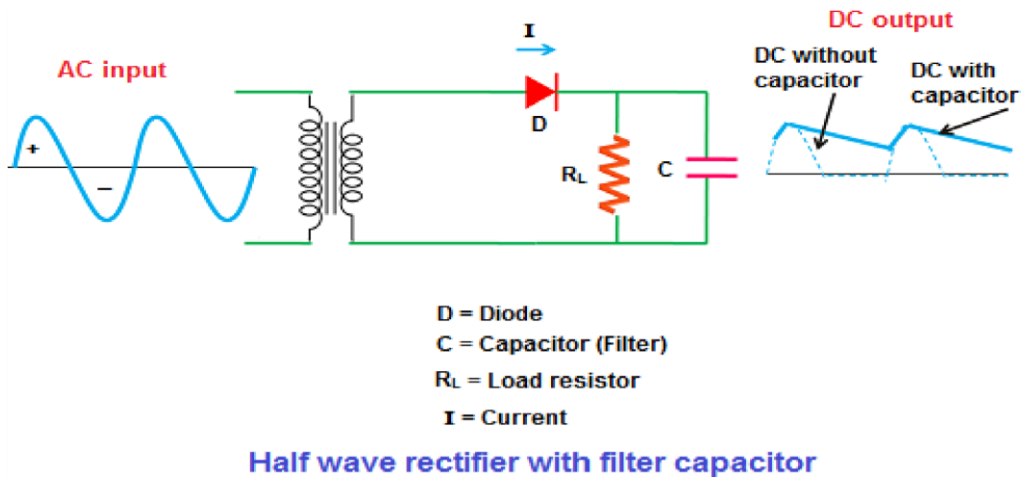 DC output
I
DC without
capacitor
DC with
capacitor
AC input
+
–
D
RL
C
D = Diode
C = Capacitor (Filter)
RL = Load resistor
I = Current
Half wave rectifier with filter capacitor